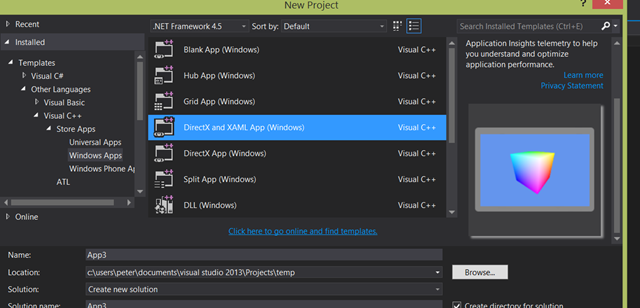 New Project
? ×
Recent
.NET Framework 4.5
Sort by:
Default
Search Installed Templates (Ctrl+E)
Installed
Templates
Visual C#
Other Languages
Visual Basic
Visual C++
Store Apps
Universal Apps
Windows Apps
Windows Phone Ap
ATL
Online
Blank App (Windows) Visual C++
Hub App (Windows) Visual C++
Grid App (Windows) Visual C++
DirectX and XAML App (Windows) Visual C++
DirectX App (Windows) Visual C++
Split App (Windows) Visual C++
DLL (Windows) Visual C++
Click here to go online and find templates.
Application Insights telemetry to help
you understand and optimize
application performance.
Learn more
Privacy Statement
Name: App3
Location: c:\users\peter\documents\visual studio 2013\Projects\temp
Browse...
Solution: Create new solution
Solution name: App3
Create directory for solution